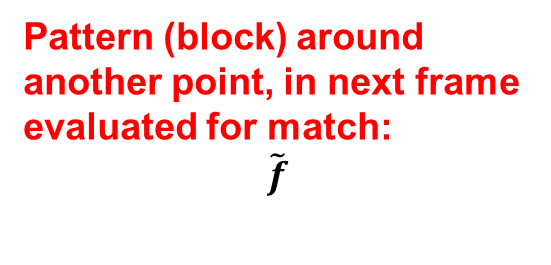 Pattern (block) around
another point, in next frame
evaluated for match:
f̃